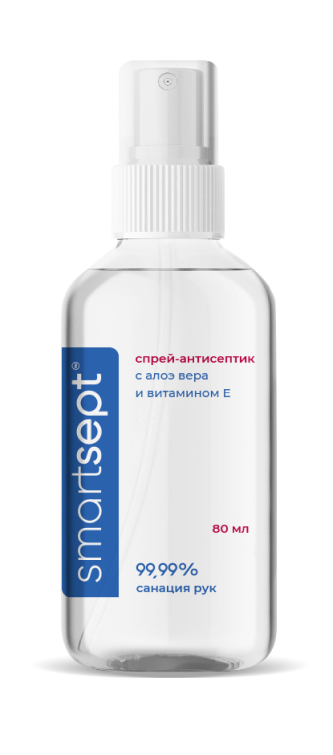 smartsept®
спрей-антисептик
с алоэ вера
и витамином Е
80 мл
99,99%
санация рук